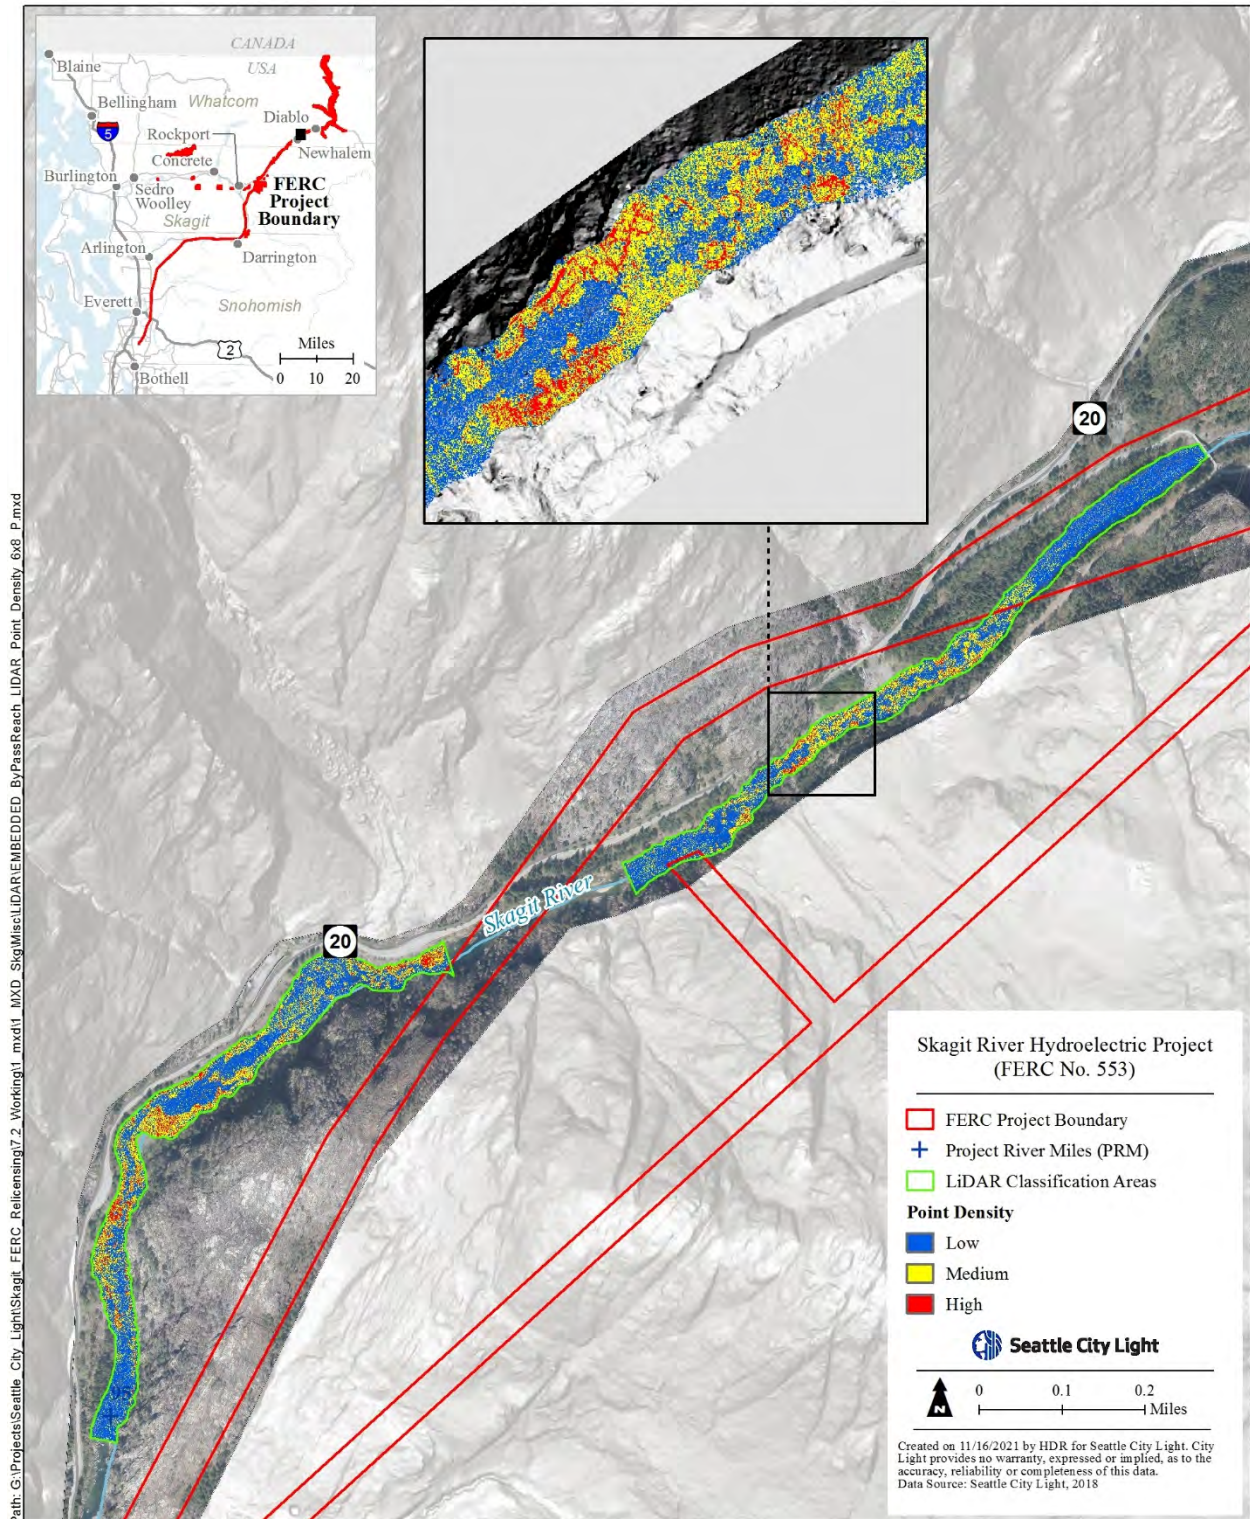 CANADA
USA
Blaine
Bellingham
Whatcom
Diablo
5
Rockport
Newhalem
Concrete
Burlington
Sedro
Woolley
FERC
Project
Boundary
Skagit
Arlington
Darrington
Everett
Snohomish
2
Miles
0 10 20
Bothell
20
Skagit River
20
Skagit River Hydroelectric Project
(FERC No. 553)
FERC Project Boundary
Project River Miles (PRM)
LiDAR Classification Areas
Point Density
Low
Medium
High
Seattle City Light
N
0 0.1 0.2
Miles
Created on 11/16/2021 by HDR for Seattle City Light. City
Light provides no warranty, expressed or implied, as to the
accuracy, reliability or completeness of this data.
Data Source: Seattle City Light, 2018
Path: G:\Projects\Seattle_City_Light\Skagit_FERC_Relicensing\7.2_Working\1_mxd\1_MXD_Skg\Misc\LiDAR\EMBEDDED_ByPassReach_LIDAR_Point_Density_6x8_P.mxd